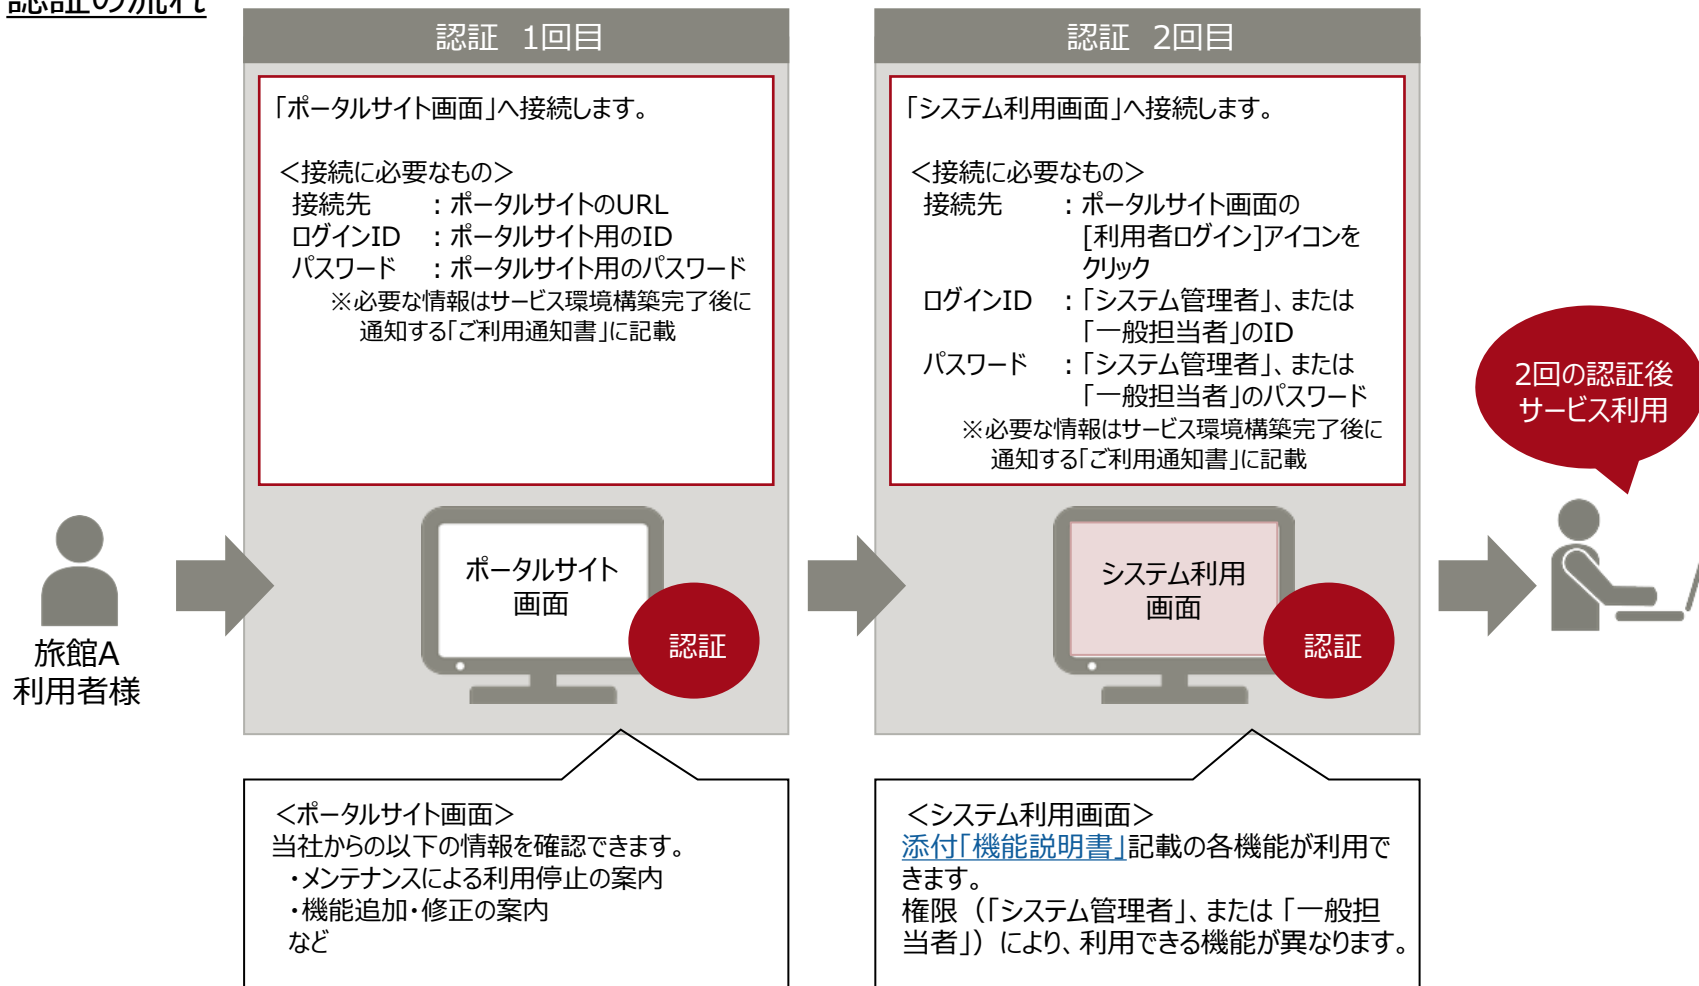 認証の流れ
認証 1回目
「ポータルサイト画面」へ接続します。
＜接続に必要なもの＞
接続先 ：ポータルサイトのURL
ログインID ：ポータルサイト用のID
パスワード ：ポータルサイト用のパスワード
※必要な情報はサービス環境構築完了後に
通知する「ご利用通知書」に記載
ポータルサイト
画面
認証
旅館A
利用者様
＜ポータルサイト画面＞
当社からの以下の情報を確認できます。
・メンテナンスによる利用停止の案内
・機能追加・修正の案内
など
認証 2回目
「システム利用画面」へ接続します。
＜接続に必要なもの＞
接続先 ：ポータルサイト画面の
[利用者ログイン]アイコンを
クリック
ログインID ：「システム管理者」、または
「一般担当者」のID
パスワード ：「システム管理者」、または
「一般担当者」のパスワード
※必要な情報はサービス環境構築完了後に
通知する「ご利用通知書」に記載
システム利用
画面
認証
＜システム利用画面＞
添付「機能説明書」記載の各機能が利用で
きます。
権限（「システム管理者」、または「一般担
当者」）により、利用できる機能が異なります。
2回の認証後
サービス利用